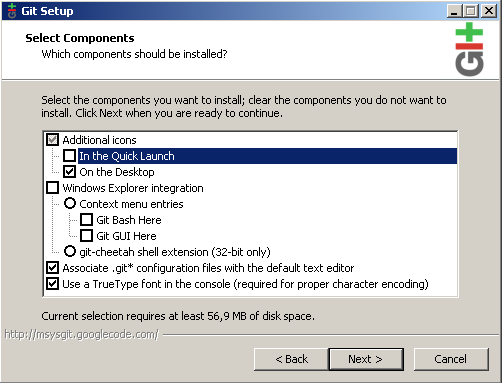 Git Setup
Select Components
Which components should be installed?
Git
Select the components you want to install; clear the components you do not want to
install. Click Next when you are ready to continue.
Additional icons
In the Quick Launch
On the Desktop
Windows Explorer integration
Context menu entries
Git Bash Here
Git GUI Here
git-cheetah shell extension (32-bit only)
Associate .git* configuration files with the default text editor
Use a TrueType font in the console (required for proper character encoding)
Current selection requires at least 56,9 MB of disk space.
http://msysgit.googlecode.com/
< Back
Next >
Cancel